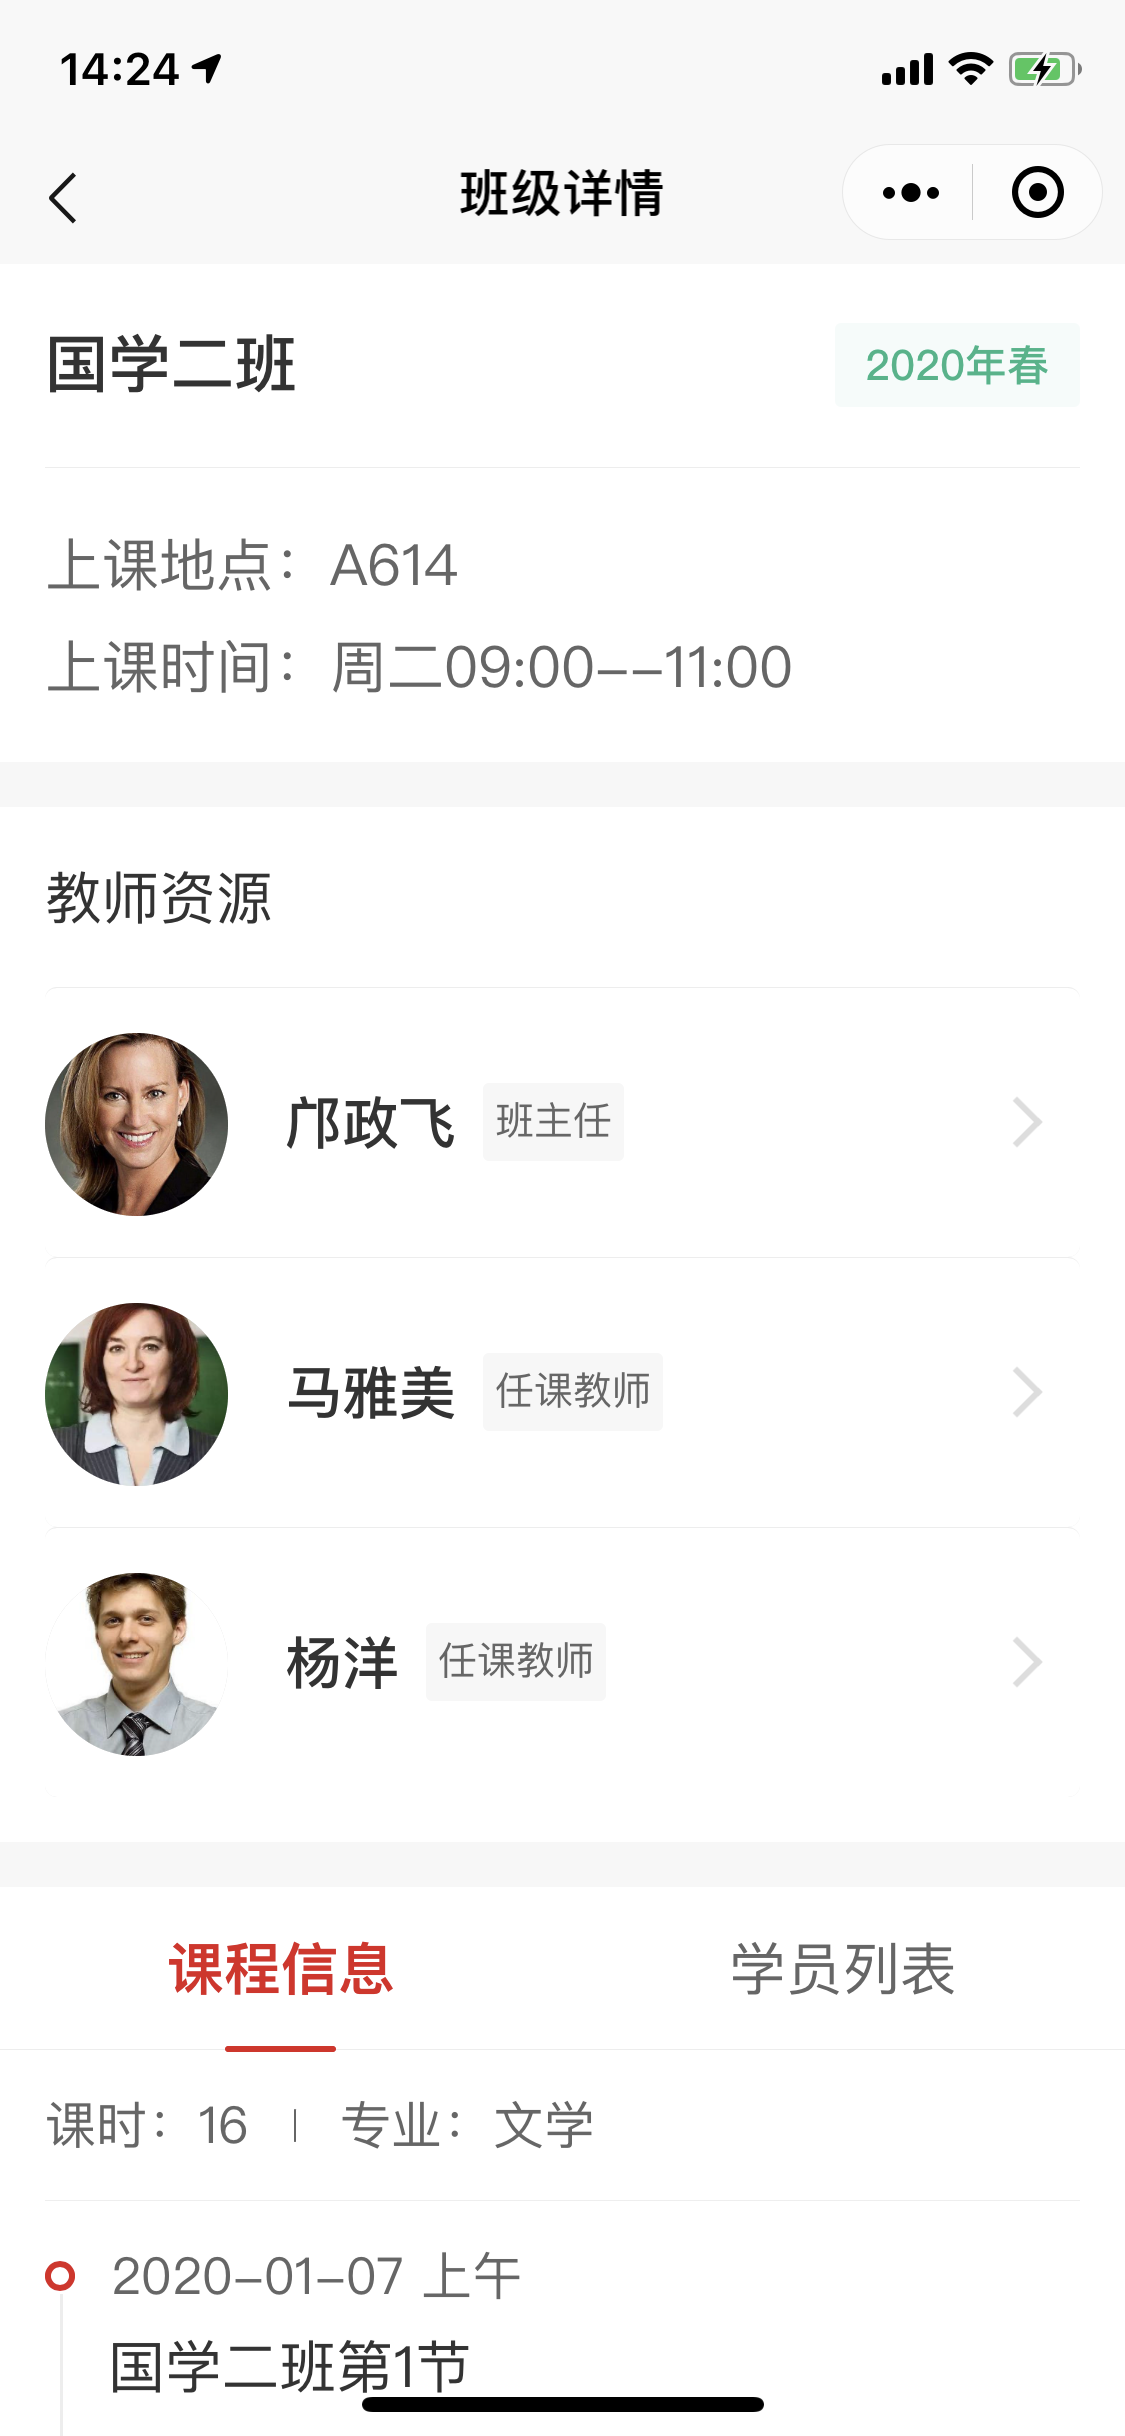 14:24
班级详情
国学二班
2020年春
上课地点：A614
上课时间：周二09:00--11:00
教师资源
邝政飞 班主任
马雅美 任课教师
杨洋 任课教师
课程信息 学员列表
课时：16 | 专业：文学
2020-01-07 上午
国学二班第1节